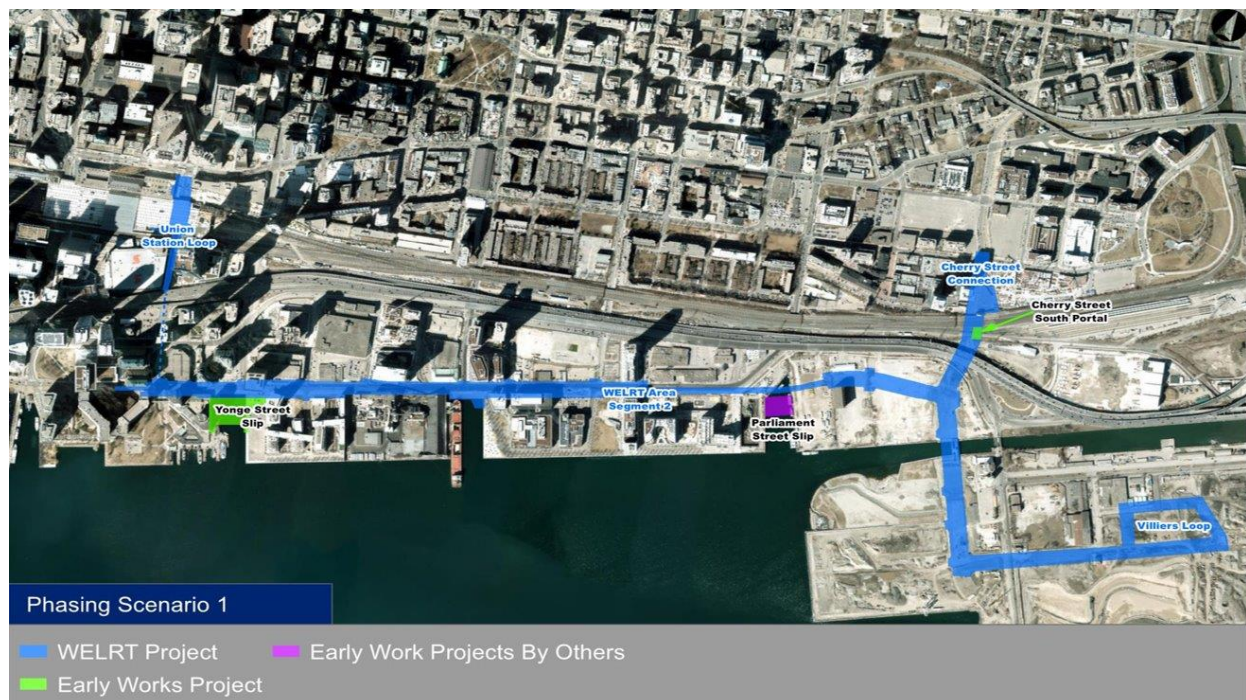 Union
Station Loop
Cherry Street
Connection
Cherry Street
South Portal
WELRT Area
Segment 2
Yonge Street
Slip
Parliament
Street Slip
Villiers Loop
Phasing Scenario 1
WELRT Project
Early Work Projects By Others
Early Works Project